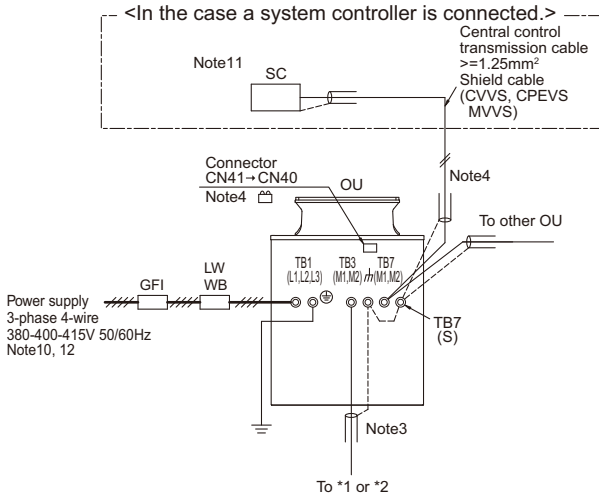 <In the case a system controller is connected.>
Central control
transmission cable
>=1.25mm²
Shield cable
(CVVS, CPEVS
MVVS)
Note11
SC
Connector
CN41→CN40
Note4
OU
Note4
To other OU
TB1
(L1,L2,L3)
TB3
(M1,M2)
TB7
(M1,M2)
LW
GFI
WB
Power supply
3-phase 4-wire
380-400-415V 50/60Hz
Note10, 12
TB7
(S)
Note3
To *1 or *2